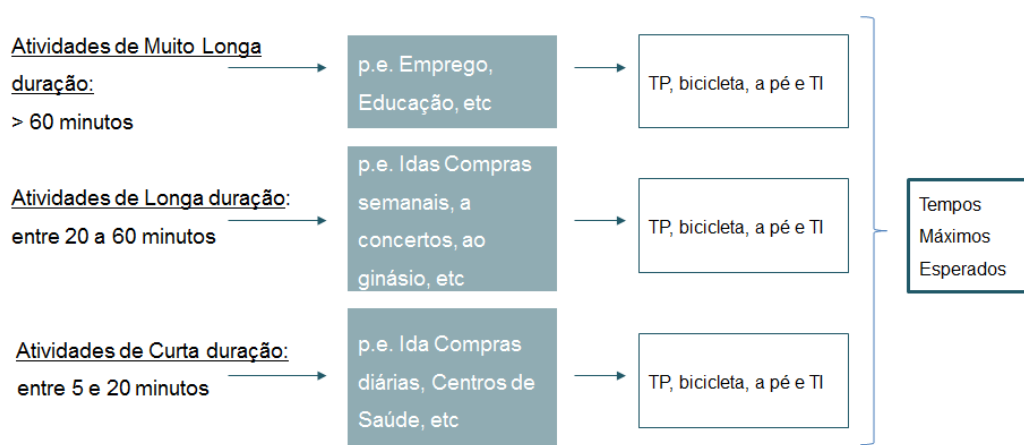 Atividades de Muito Longa
duração:
> 60 minutos
p.e. Emprego,
Educação, etc
TP, bicicleta, a pé e TI
Atividades de Longa duração:
entre 20 a 60 minutos
p.e. Idas Compras
semanais, a
concertos, ao
ginásio, etc
TP, bicicleta, a pé e TI
Atividades de Curta duração:
entre 5 e 20 minutos
p.e. Ida Compras
diárias, Centros de
Saúde, etc
TP, bicicleta, a pé e TI
Tempos
Máximos
Esperados